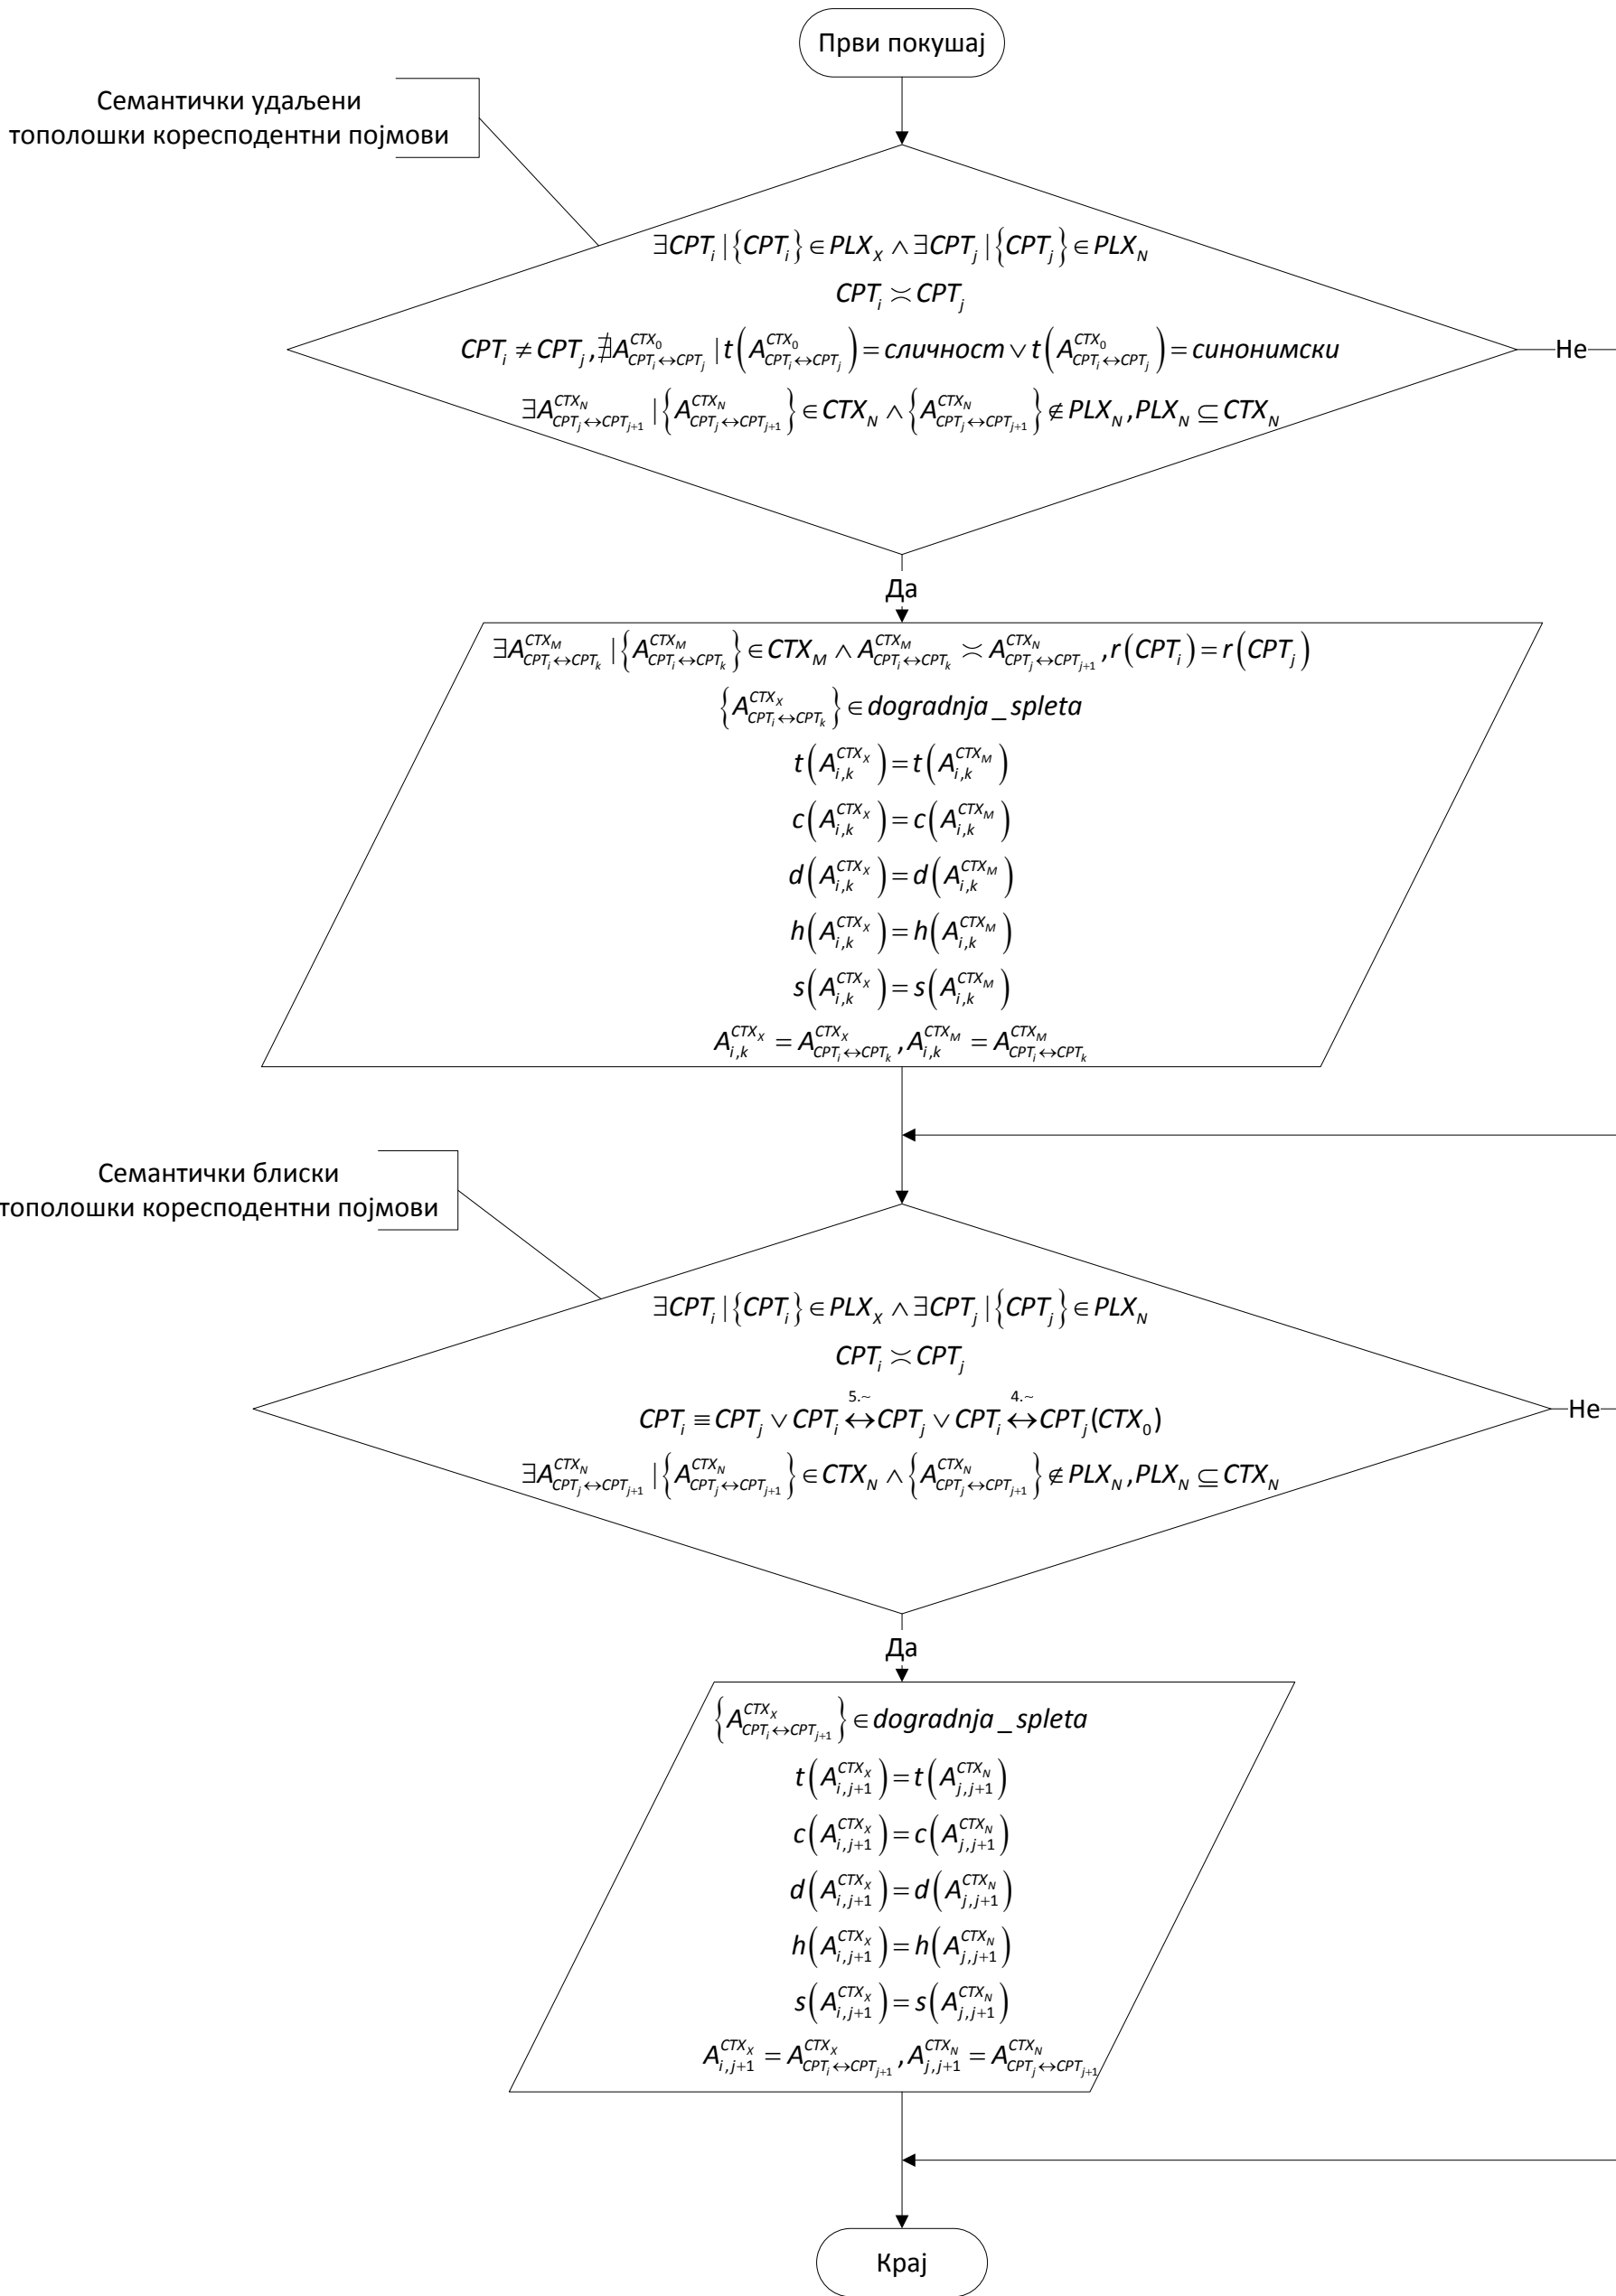 Први покушај
Семантички удаљени
тополошки коресподентни појмови
∃CPT_i | {CPT_i} ∈ PLX_X ∧ ∃CPT_j | {CPT_j} ∈ PLX_N
CPT_i ≍ CPT_j
CPT_i ≠ CPT_j, ∄A^{CTX_0}_{CPT_i↔CPT_j} | t(A^{CTX_0}_{CPT_i↔CPT_j}) = сличност ∨ t(A^{CTX_0}_{CPT_i↔CPT_j}) = синонимски
Не
∃A^{CTX_N}_{CPT_j↔CPT_{j+1}} | {A^{CTX_N}_{CPT_j↔CPT_{j+1}}} ∈ CTX_N ∧ {A^{CTX_N}_{CPT_j↔CPT_{j+1}}} ∉ PLX_N, PLX_N ⊆ CTX_N
Да
∃A^{CTX_M}_{CPT_i↔CPT_k} | {A^{CTX_M}_{CPT_i↔CPT_k}} ∈ CTX_M ∧ A^{CTX_M}_{CPT_i↔CPT_k} ≍ A^{CTX_N}_{CPT_j↔CPT_{j+1}}, r(CPT_i) = r(CPT_j)
{A^{CTX_X}_{CPT_i↔CPT_k}} ∈ dogradnja_spleta
t(A^{CTX_X}_{i,k}) = t(A^{CTX_M}_{i,k})
c(A^{CTX_X}_{i,k}) = c(A^{CTX_M}_{i,k})
d(A^{CTX_X}_{i,k}) = d(A^{CTX_M}_{i,k})
h(A^{CTX_X}_{i,k}) = h(A^{CTX_M}_{i,k})
s(A^{CTX_X}_{i,k}) = s(A^{CTX_M}_{i,k})
A^{CTX_X}_{i,k} = A^{CTX_X}_{CPT_i↔CPT_k}, A^{CTX_M}_{i,k} = A^{CTX_M}_{CPT_i↔CPT_k}
Семантички блиски
тополошки коресподентни појмови
∃CPT_i | {CPT_i} ∈ PLX_X ∧ ∃CPT_j | {CPT_j} ∈ PLX_N
CPT_i ≍ CPT_j
CPT_i ≡ CPT_j ∨ CPT_i ↔^{5.~} CPT_j ∨ CPT_i ↔^{4.~} CPT_j(CTX_0)
Не
∃A^{CTX_N}_{CPT_j↔CPT_{j+1}} | {A^{CTX_N}_{CPT_j↔CPT_{j+1}}} ∈ CTX_N ∧ {A^{CTX_N}_{CPT_j↔CPT_{j+1}}} ∉ PLX_N, PLX_N ⊆ CTX_N
Да
{A^{CTX_X}_{CPT_i↔CPT_{j+1}}} ∈ dogradnja_spleta
t(A^{CTX_X}_{i,j+1}) = t(A^{CTX_N}_{j,j+1})
c(A^{CTX_X}_{i,j+1}) = c(A^{CTX_N}_{j,j+1})
d(A^{CTX_X}_{i,j+1}) = d(A^{CTX_N}_{j,j+1})
h(A^{CTX_X}_{i,j+1}) = h(A^{CTX_N}_{j,j+1})
s(A^{CTX_X}_{i,j+1}) = s(A^{CTX_N}_{j,j+1})
A^{CTX_X}_{i,j+1} = A^{CTX_X}_{CPT_i↔CPT_{j+1}}, A^{CTX_N}_{j,j+1} = A^{CTX_N}_{CPT_j↔CPT_{j+1}}
Крај